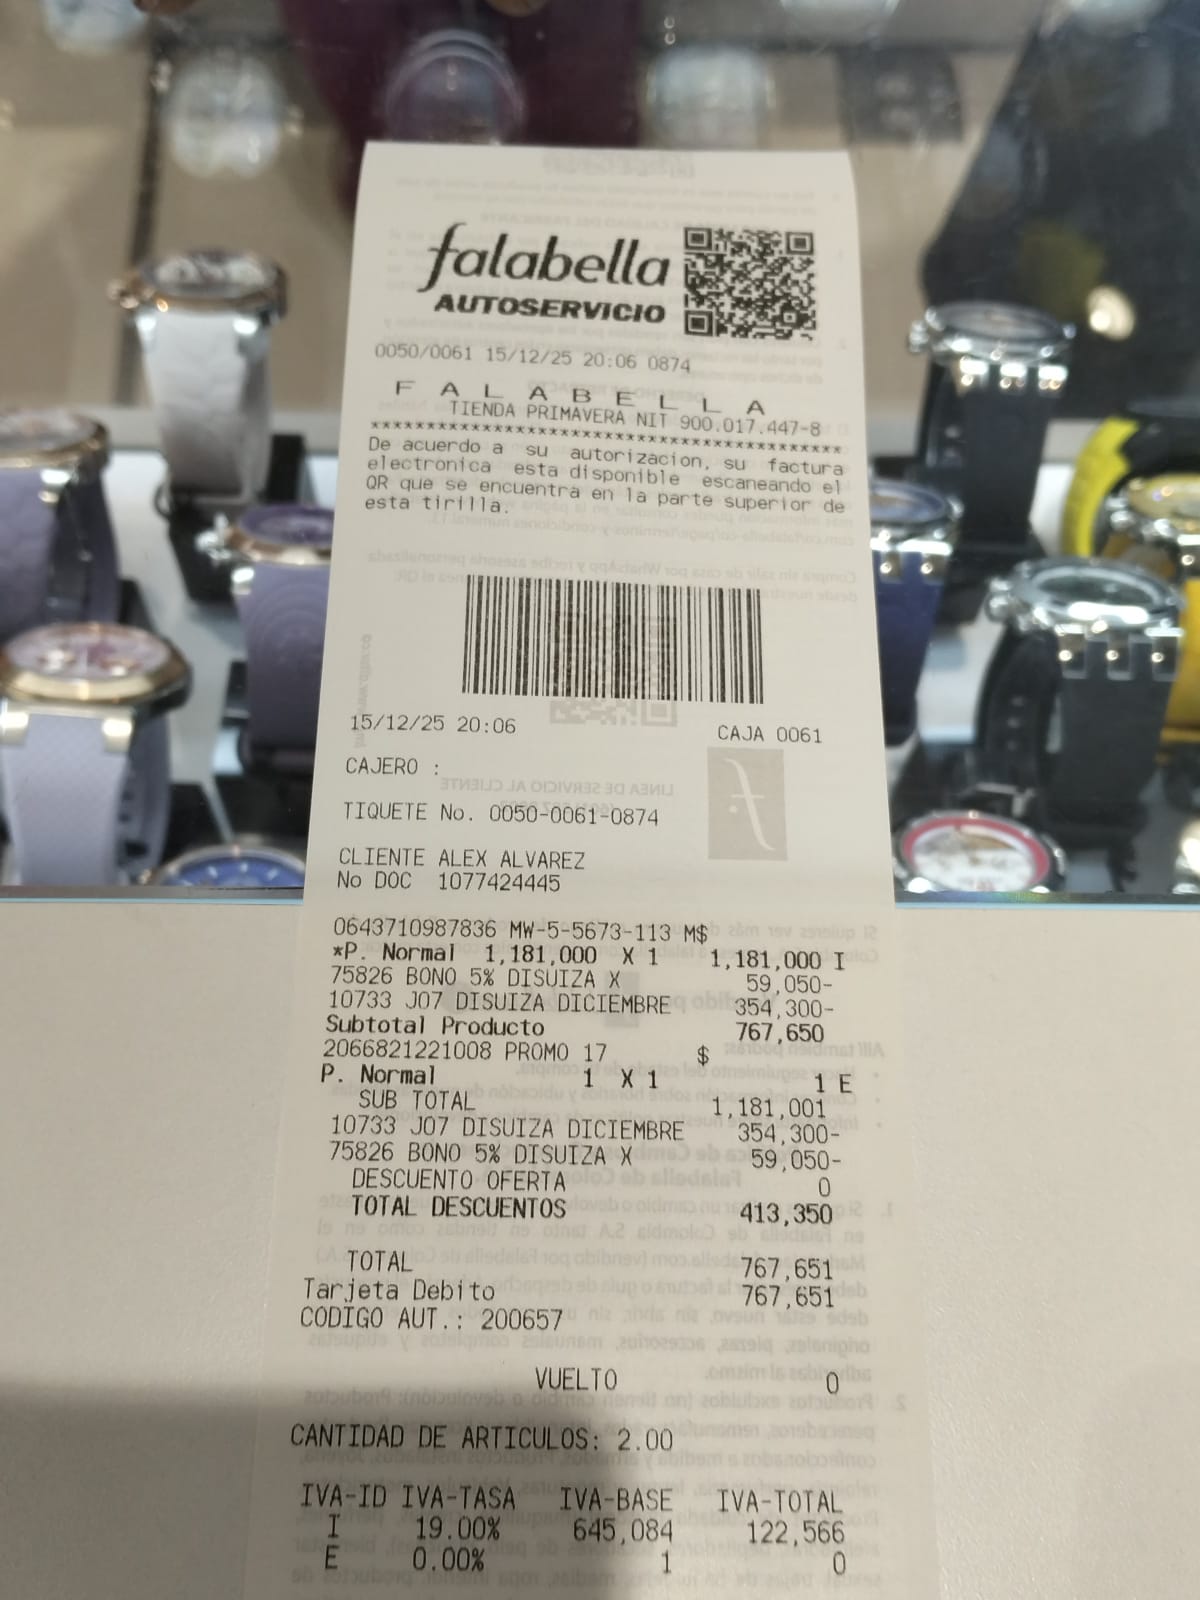 falabella
AUTOSERVICIO
0050/0061 15/12/25 20:06 0874
F A L A B E L L A
TIENDA PRIMAVERA NIT 900.017.447-8
******************************************
De acuerdo a su autorizacion, su factura
electronica esta disponible escaneando el
QR que se encuentra en la parte superior de
esta tirilla.
15/12/25 20:06 CAJA 0061
CAJERO :
TIQUETE No. 0050-0061-0874
CLIENTE ALEX ALVAREZ
No DOC 1077424445
0643710987836 MW-5-5673-113 M$
*P. Normal 1,181,000 X 1 1,181,000 I
75826 BONO 5% DISUIZA X 59,050-
10733 J07 DISUIZA DICIEMBRE 354,300-
Subtotal Producto 767,650
2066821221008 PROMO 17 $
P. Normal 1 X 1 1 E
SUB TOTAL 1,181,001
10733 J07 DISUIZA DICIEMBRE 354,300-
75826 BONO 5% DISUIZA X 59,050-
DESCUENTO OFERTA 0
TOTAL DESCUENTOS 413,350
TOTAL 767,651
Tarjeta Debito 767,651
CODIGO AUT.: 200657
VUELTO 0
CANTIDAD DE ARTICULOS: 2.00
IVA-ID IVA-TASA IVA-BASE IVA-TOTAL
I 19.00% 645,084 122,566
E 0.00% 1 0